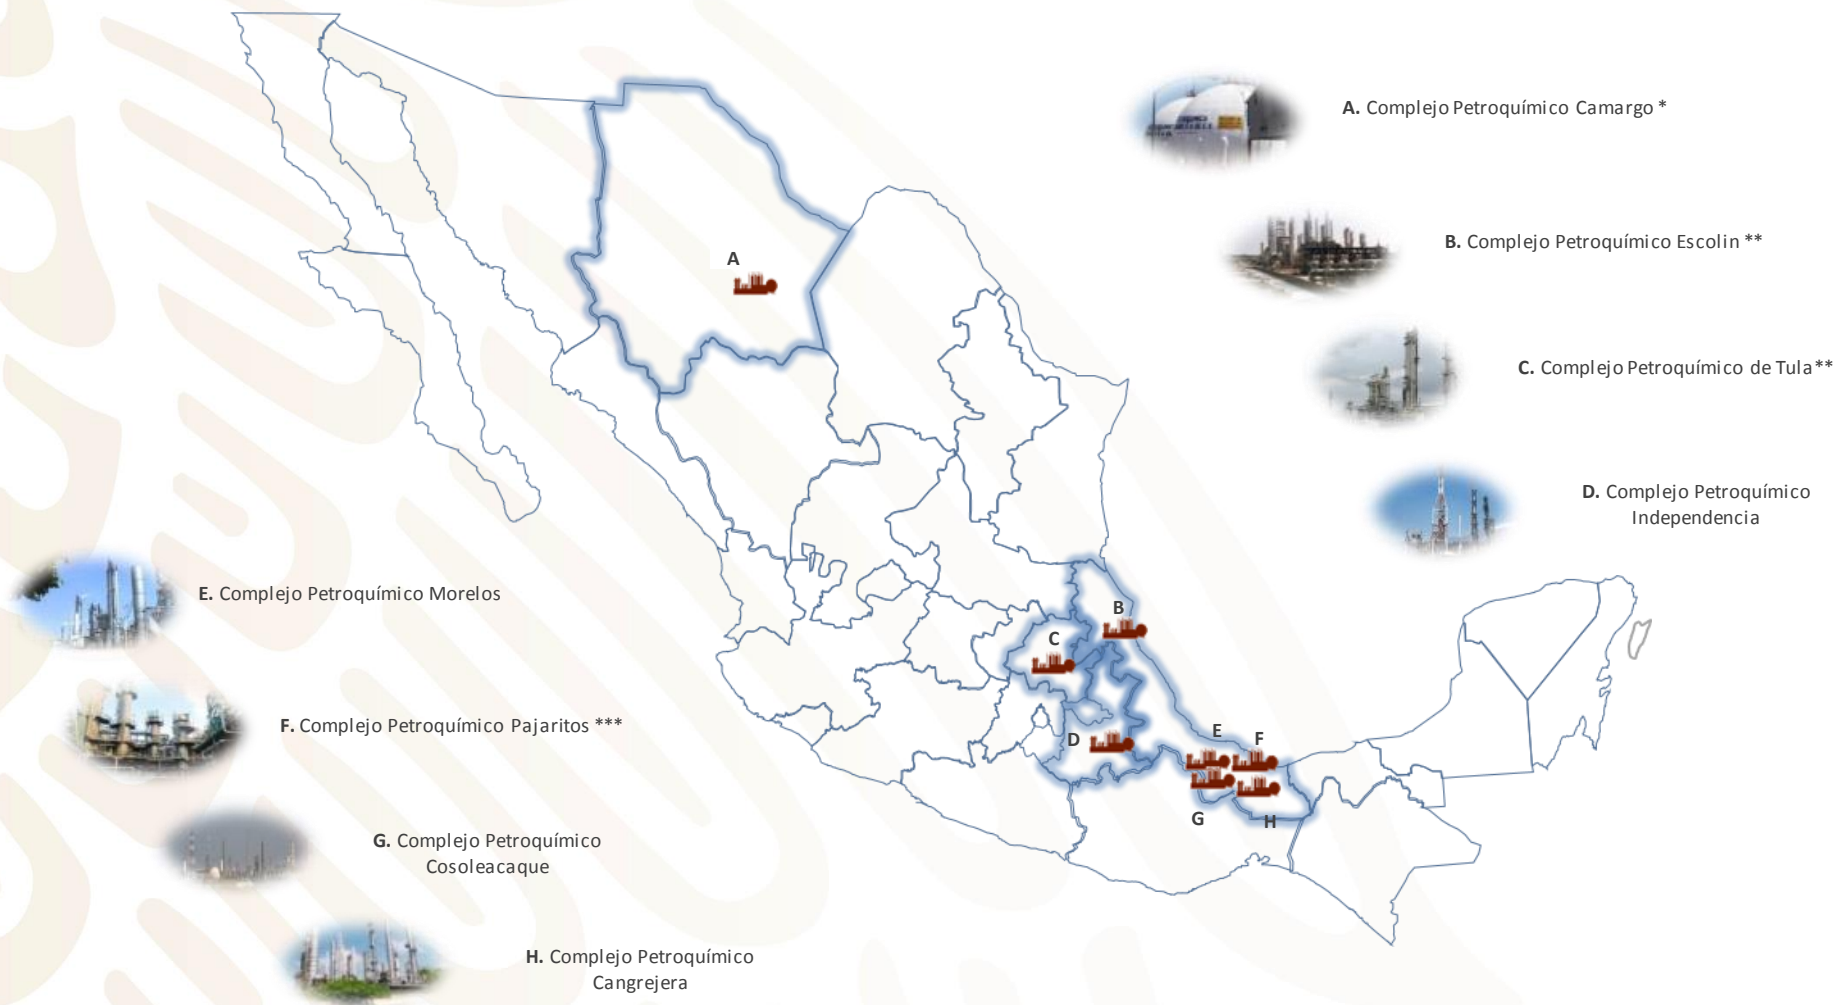 A. Complejo Petroquímico Camargo *
B. Complejo Petroquímico Escolin **
C. Complejo Petroquímico de Tula**
D. Complejo Petroquímico
Independencia
A
B
C
D
E
F
G
H
E. Complejo Petroquímico Morelos
F. Complejo Petroquímico Pajaritos ***
G. Complejo Petroquímico
Cosoleacaque
H. Complejo Petroquímico
Cangrejera